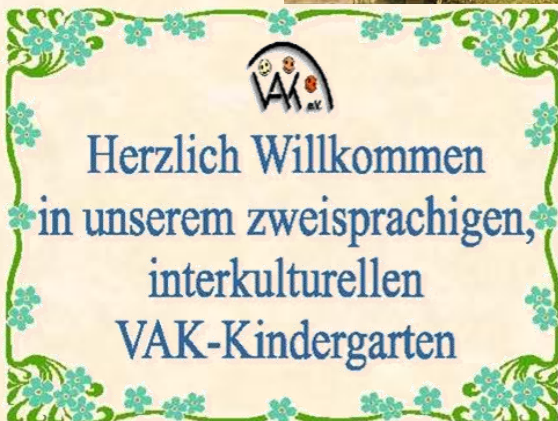 VAK
e.V.
Herzlich Willkommen
in unserem zweisprachigen,
interkulturellen
VAK-Kindergarten